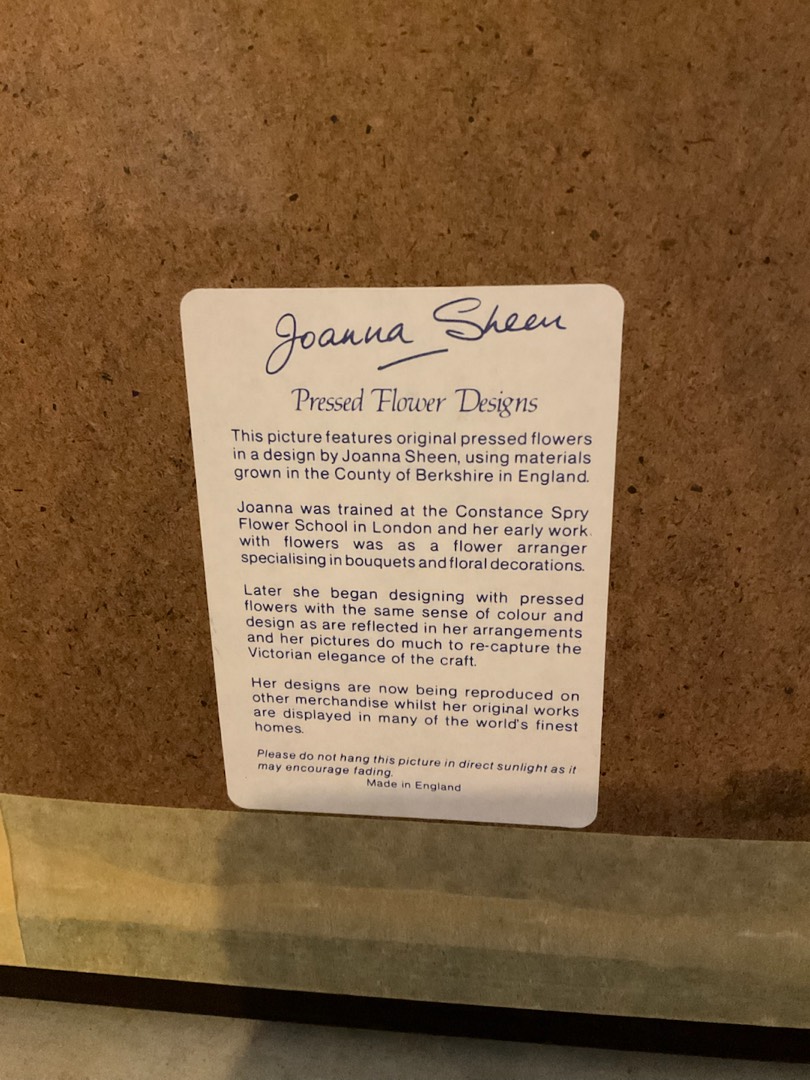 Joanna Sheen
Pressed Flower Designs
This picture features original pressed flowers
in a design by Joanna Sheen, using materials
grown in the County of Berkshire in England.
Joanna was trained at the Constance Spry
Flower School in London and her early work
with flowers was as a flower arranger
specialising in bouquets and floral decorations.
Later she began designing with pressed
flowers with the same sense of colour and
design as are reflected in her arrangements
and her pictures do much to re-capture the
Victorian elegance of the craft.
Her designs are now being reproduced on
other merchandise whilst her original works
are displayed in many of the world's finest
homes.
Please do not hang this picture in direct sunlight as it
may encourage fading.
Made in England